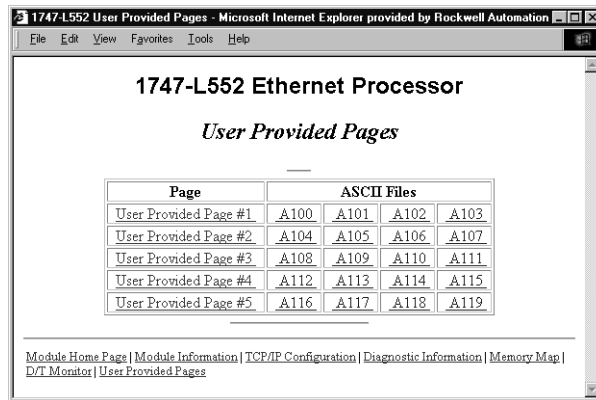 1747-L552 User Provided Pages - Microsoft Internet Explorer provided by Rockwell Automation
File Edit View Favorites Tools Help
1747-L552 Ethernet Processor
User Provided Pages
Page ASCII Files
User Provided Page #1 A100 A101 A102 A103
User Provided Page #2 A104 A105 A106 A107
User Provided Page #3 A108 A109 A110 A111
User Provided Page #4 A112 A113 A114 A115
User Provided Page #5 A116 A117 A118 A119
Module Home Page | Module Information | TCP/IP Configuration | Diagnostic Information | Memory Map |
D/T Monitor | User Provided Pages